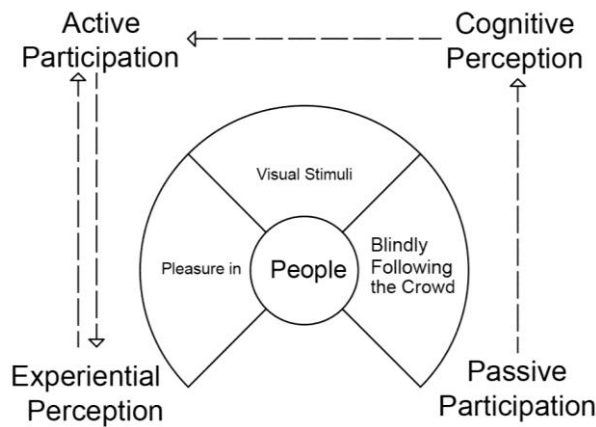 Active
Participation
Cognitive
Perception
Visual Stimuli
Pleasure in
People
Blindly
Following
the Crowd
Experiential
Perception
Passive
Participation